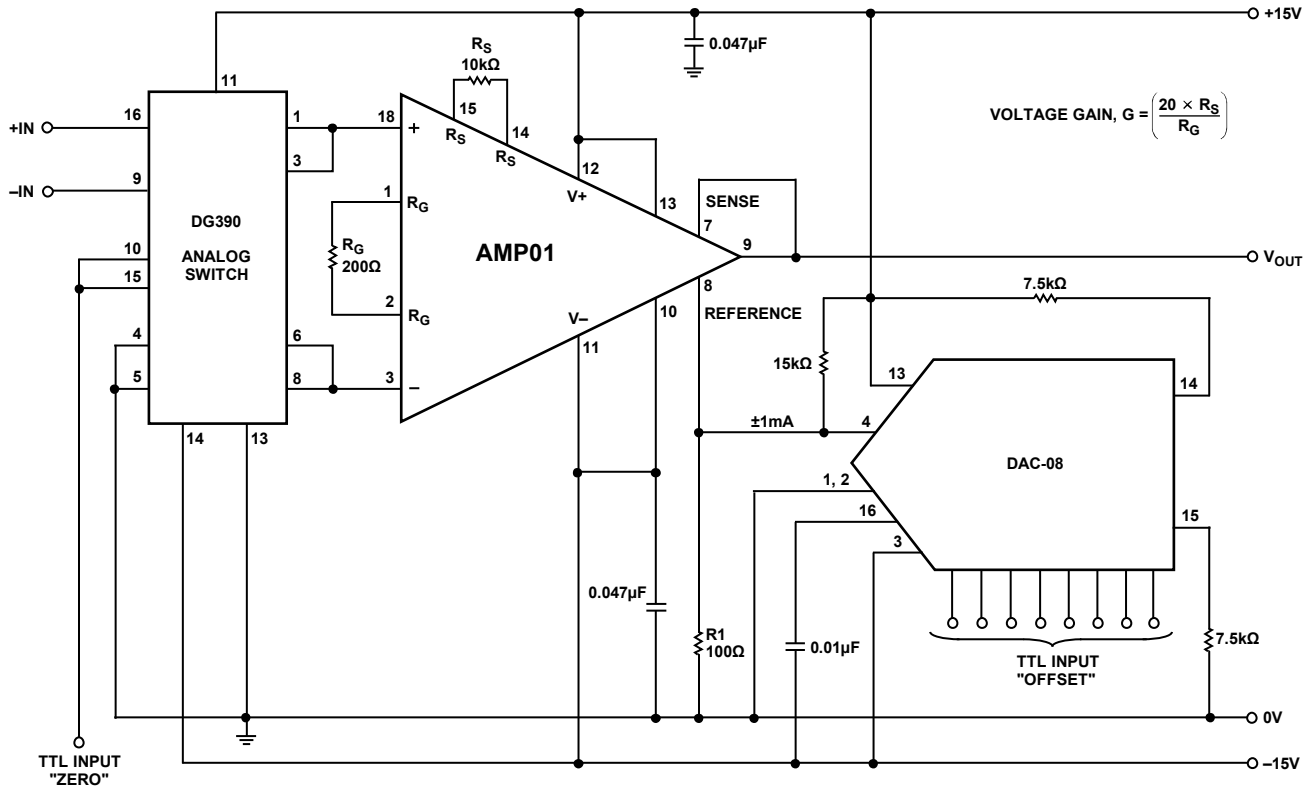 +15V
0.047µF
RS
10kΩ
11
15
RS
14
RS
VOLTAGE GAIN, G = (20 × RS / RG)
+IN
16
1
3
18
+
12
V+
13
–IN
9
DG390
ANALOG
SWITCH
1
RG
RG
200Ω
2
RG
AMP01
SENSE
7
9
VOUT
10
15
8
REFERENCE
7.5kΩ
4
5
6
8
3
–
V–
11
10
15kΩ
13
14
±1mA
4
DAC-08
14
13
1, 2
16
3
15
0.047µF
R1
100Ω
0.01µF
TTL INPUT
"OFFSET"
7.5kΩ
0V
–15V
TTL INPUT
"ZERO"